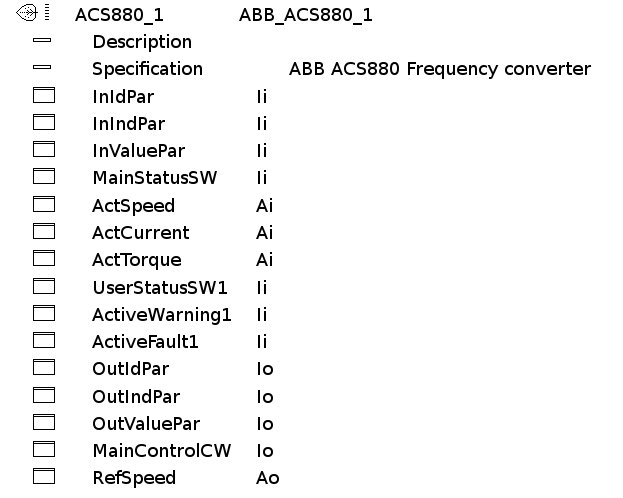 ACS880_1 ABB_ACS880_1
Description
Specification ABB ACS880 Frequency converter
InIdPar Ii
InIndPar Ii
InValuePar Ii
MainStatusSW Ii
ActSpeed Ai
ActCurrent Ai
ActTorque Ai
UserStatusSW1 Ii
ActiveWarning1 Ii
ActiveFault1 Ii
OutIdPar Io
OutIndPar Io
OutValuePar Io
MainControlCW Io
RefSpeed Ao